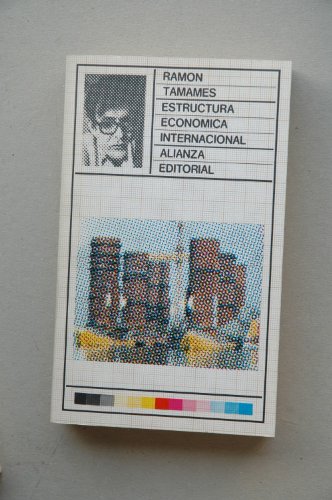 RAMON
TAMAMES
ESTRUCTURA
ECONOMICA
INTERNACIONAL
ALIANZA
EDITORIAL